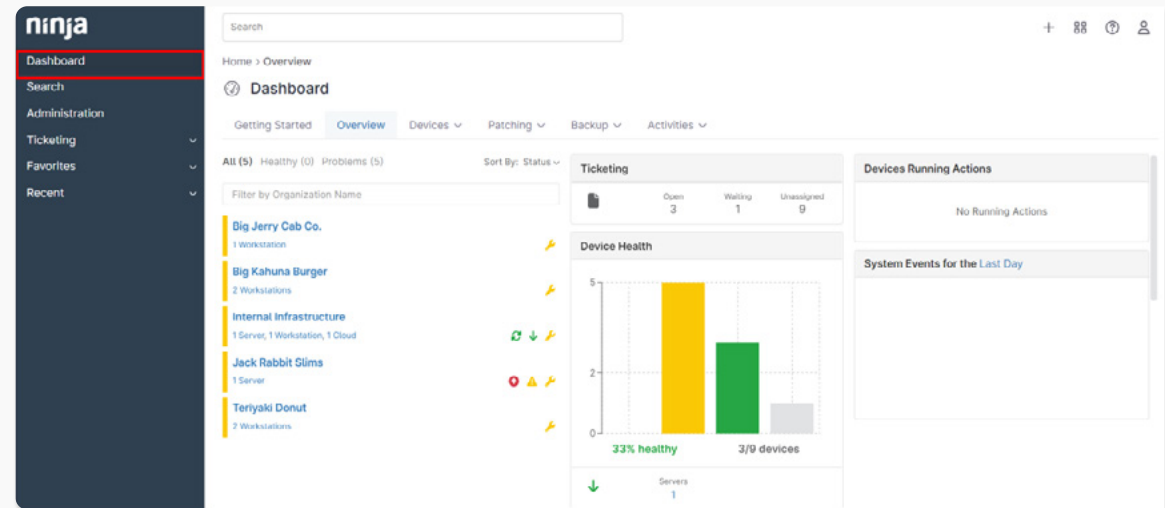 ninja
Dashboard
Search
Administration
Ticketing
Favorites
Recent
Search
Home > Overview
Dashboard
Getting Started Overview Devices Patching Backup Activities
All (5) Healthy (0) Problems (5) Sort By: Status
Filter by Organization Name
Big Jerry Cab Co.
1 Workstation
Big Kahuna Burger
2 Workstations
Internal Infrastructure
1 Server, 1 Workstation, 1 Cloud
Jack Rabbit Slims
1 Server
Teriyaki Donut
2 Workstations
Ticketing
Open Waiting Unassigned
3 1 9
Device Health
5
2
0
33% healthy 3/9 devices
Servers
1
Devices Running Actions
No Running Actions
System Events for the Last Day